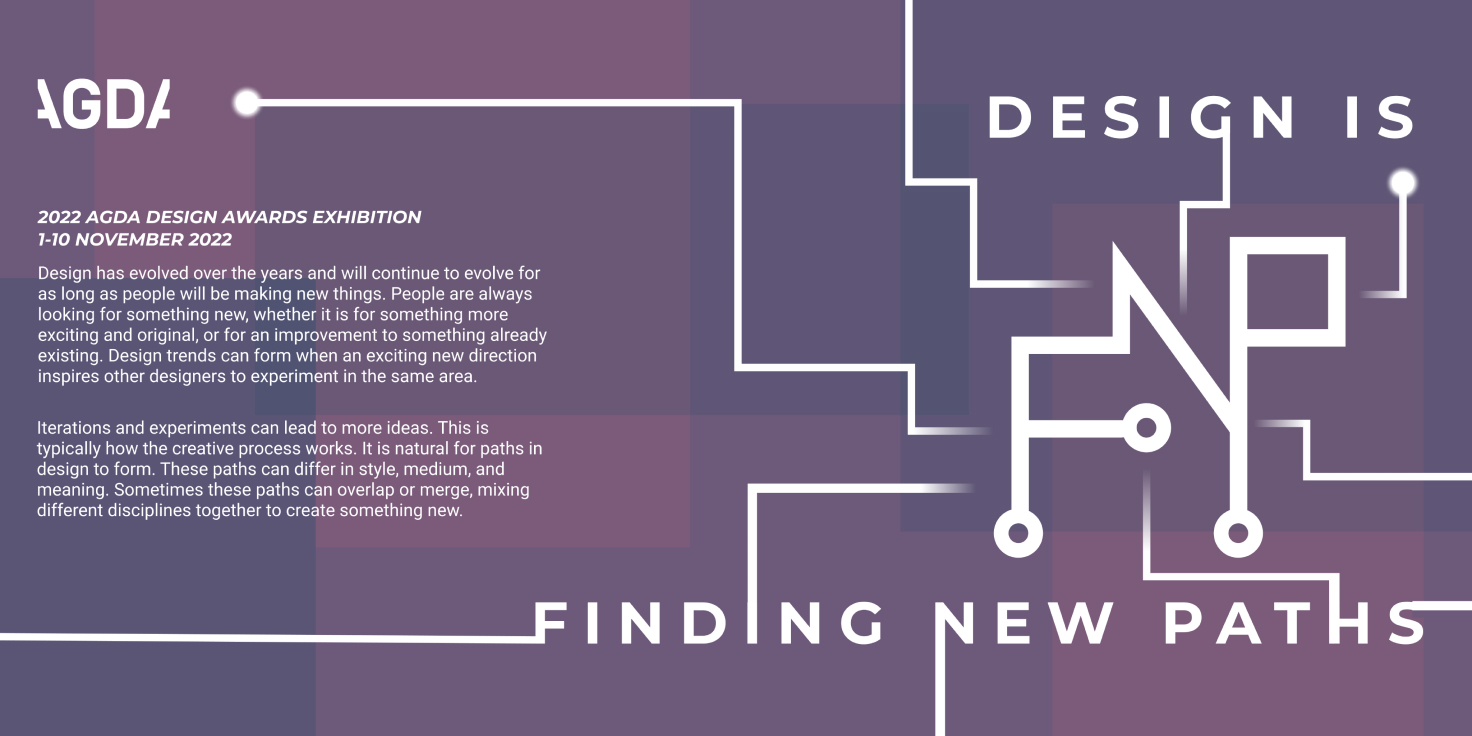 AGDA
DESIGN IS
2022 AGDA DESIGN AWARDS EXHIBITION
1-10 NOVEMBER 2022
Design has evolved over the years and will continue to evolve for
as long as people will be making new things. People are always
looking for something new, whether it is for something more
exciting and original, or for an improvement to something already
existing. Design trends can form when an exciting new direction
inspires other designers to experiment in the same area.
Iterations and experiments can lead to more ideas. This is
typically how the creative process works. It is natural for paths in
design to form. These paths can differ in style, medium, and
meaning. Sometimes these paths can overlap or merge, mixing
different disciplines together to create something new.
FNP
FINDING NEW PATHS